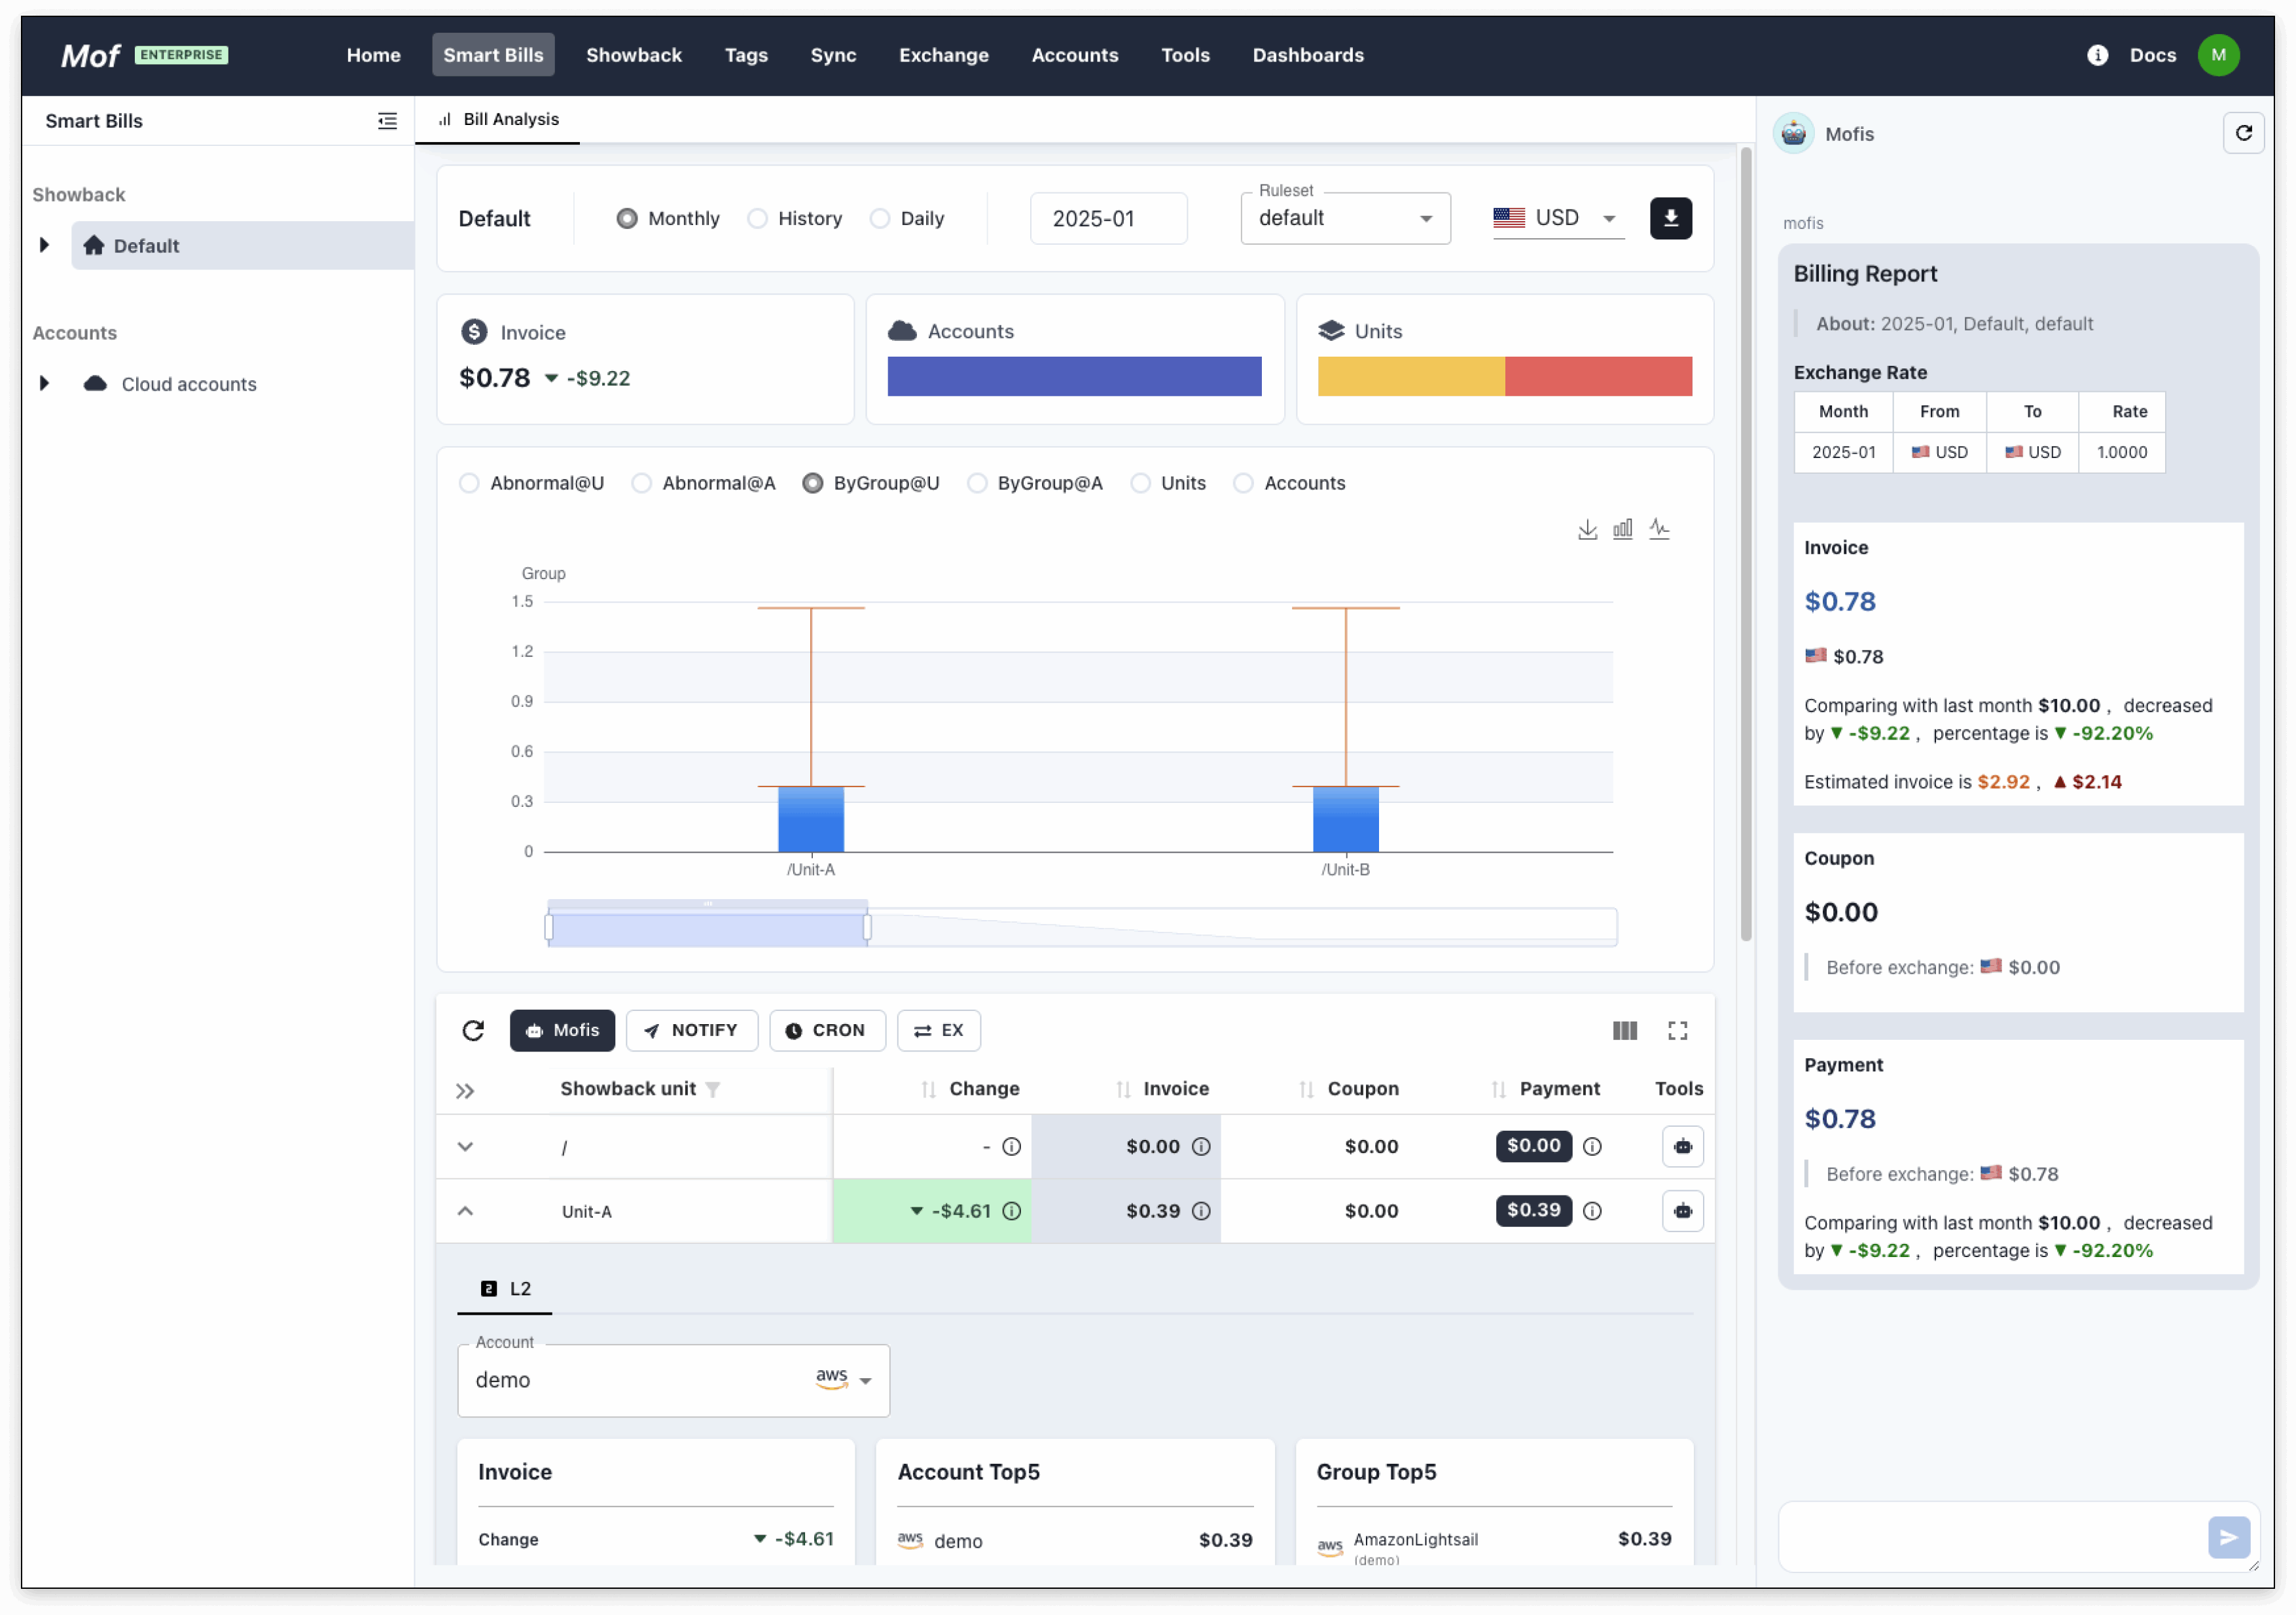 Mof ENTERPRISE Home Smart Bills Showback Tags Sync Exchange Accounts Tools Dashboards Docs M
Smart Bills
Showback
Default
Accounts
Cloud accounts
Bill Analysis
Default Monthly History Daily 2025-01 Ruleset default USD
Invoice
$0.78 ▼ -$9.22
Accounts
Units
Abnormal@U Abnormal@A ByGroup@U ByGroup@A Units Accounts
Group
1.5
1.2
0.9
0.6
0.3
0
/Unit-A /Unit-B
Mofis NOTIFY CRON EX
Showback unit Change Invoice Coupon Payment Tools
/ - $0.00 $0.00 $0.00
Unit-A ▼ -$4.61 $0.39 $0.00 $0.39
2 L2
Account
demo aws
Invoice
Change ▼ -$4.61
Account Top5
aws demo $0.39
Group Top5
aws AmazonLightsail $0.39
(demo)
Mofis
mofis
Billing Report
About: 2025-01, Default, default
Exchange Rate
Month From To Rate
2025-01 USD USD 1.0000
Invoice
$0.78
$0.78
Comparing with last month $10.00 , decreased
by ▼ -$9.22 , percentage is ▼ -92.20%
Estimated invoice is $2.92 , ▲ $2.14
Coupon
$0.00
Before exchange: $0.00
Payment
$0.78
Before exchange: $0.78
Comparing with last month $10.00 , decreased
by ▼ -$9.22 , percentage is ▼ -92.20%